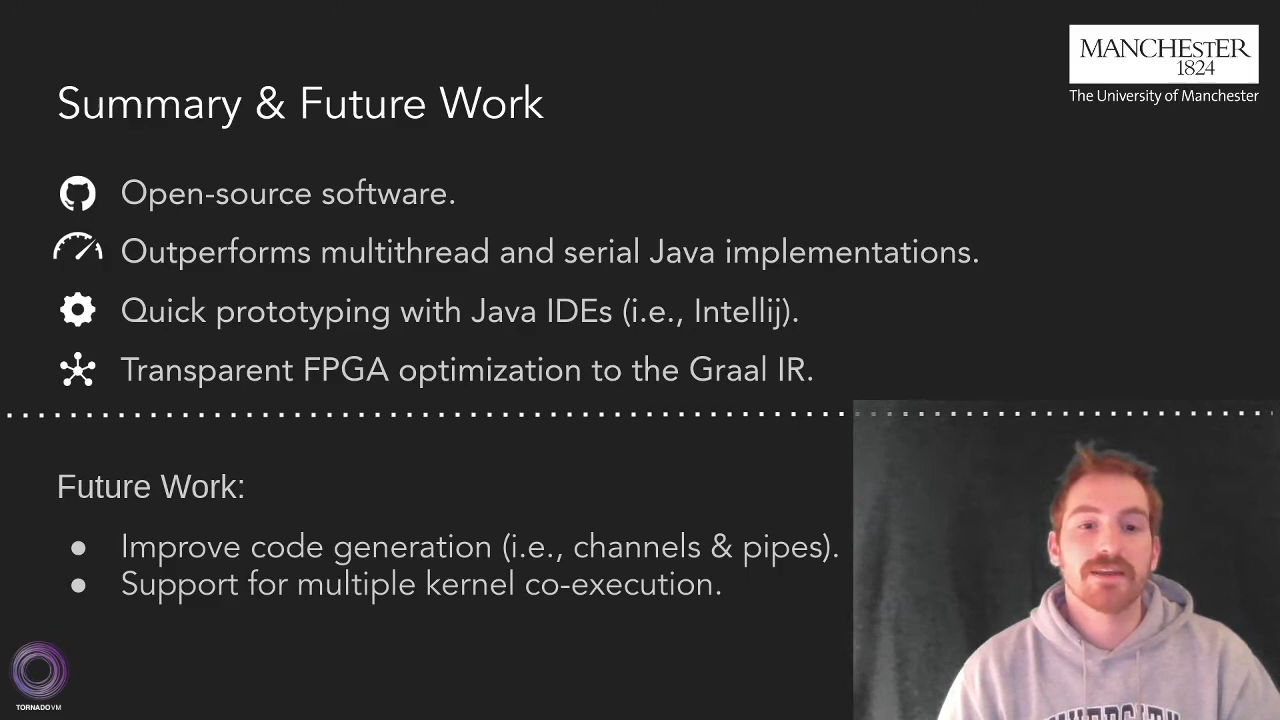 MANCHESTER
1824
The University of Manchester
Summary & Future Work
Open-source software.
Outperforms multithread and serial Java implementations.
Quick prototyping with Java IDEs (i.e., Intellij).
Transparent FPGA optimization to the Graal IR.
Future Work:
● Improve code generation (i.e., channels & pipes).
● Support for multiple kernel co-execution.
TORNADOVM